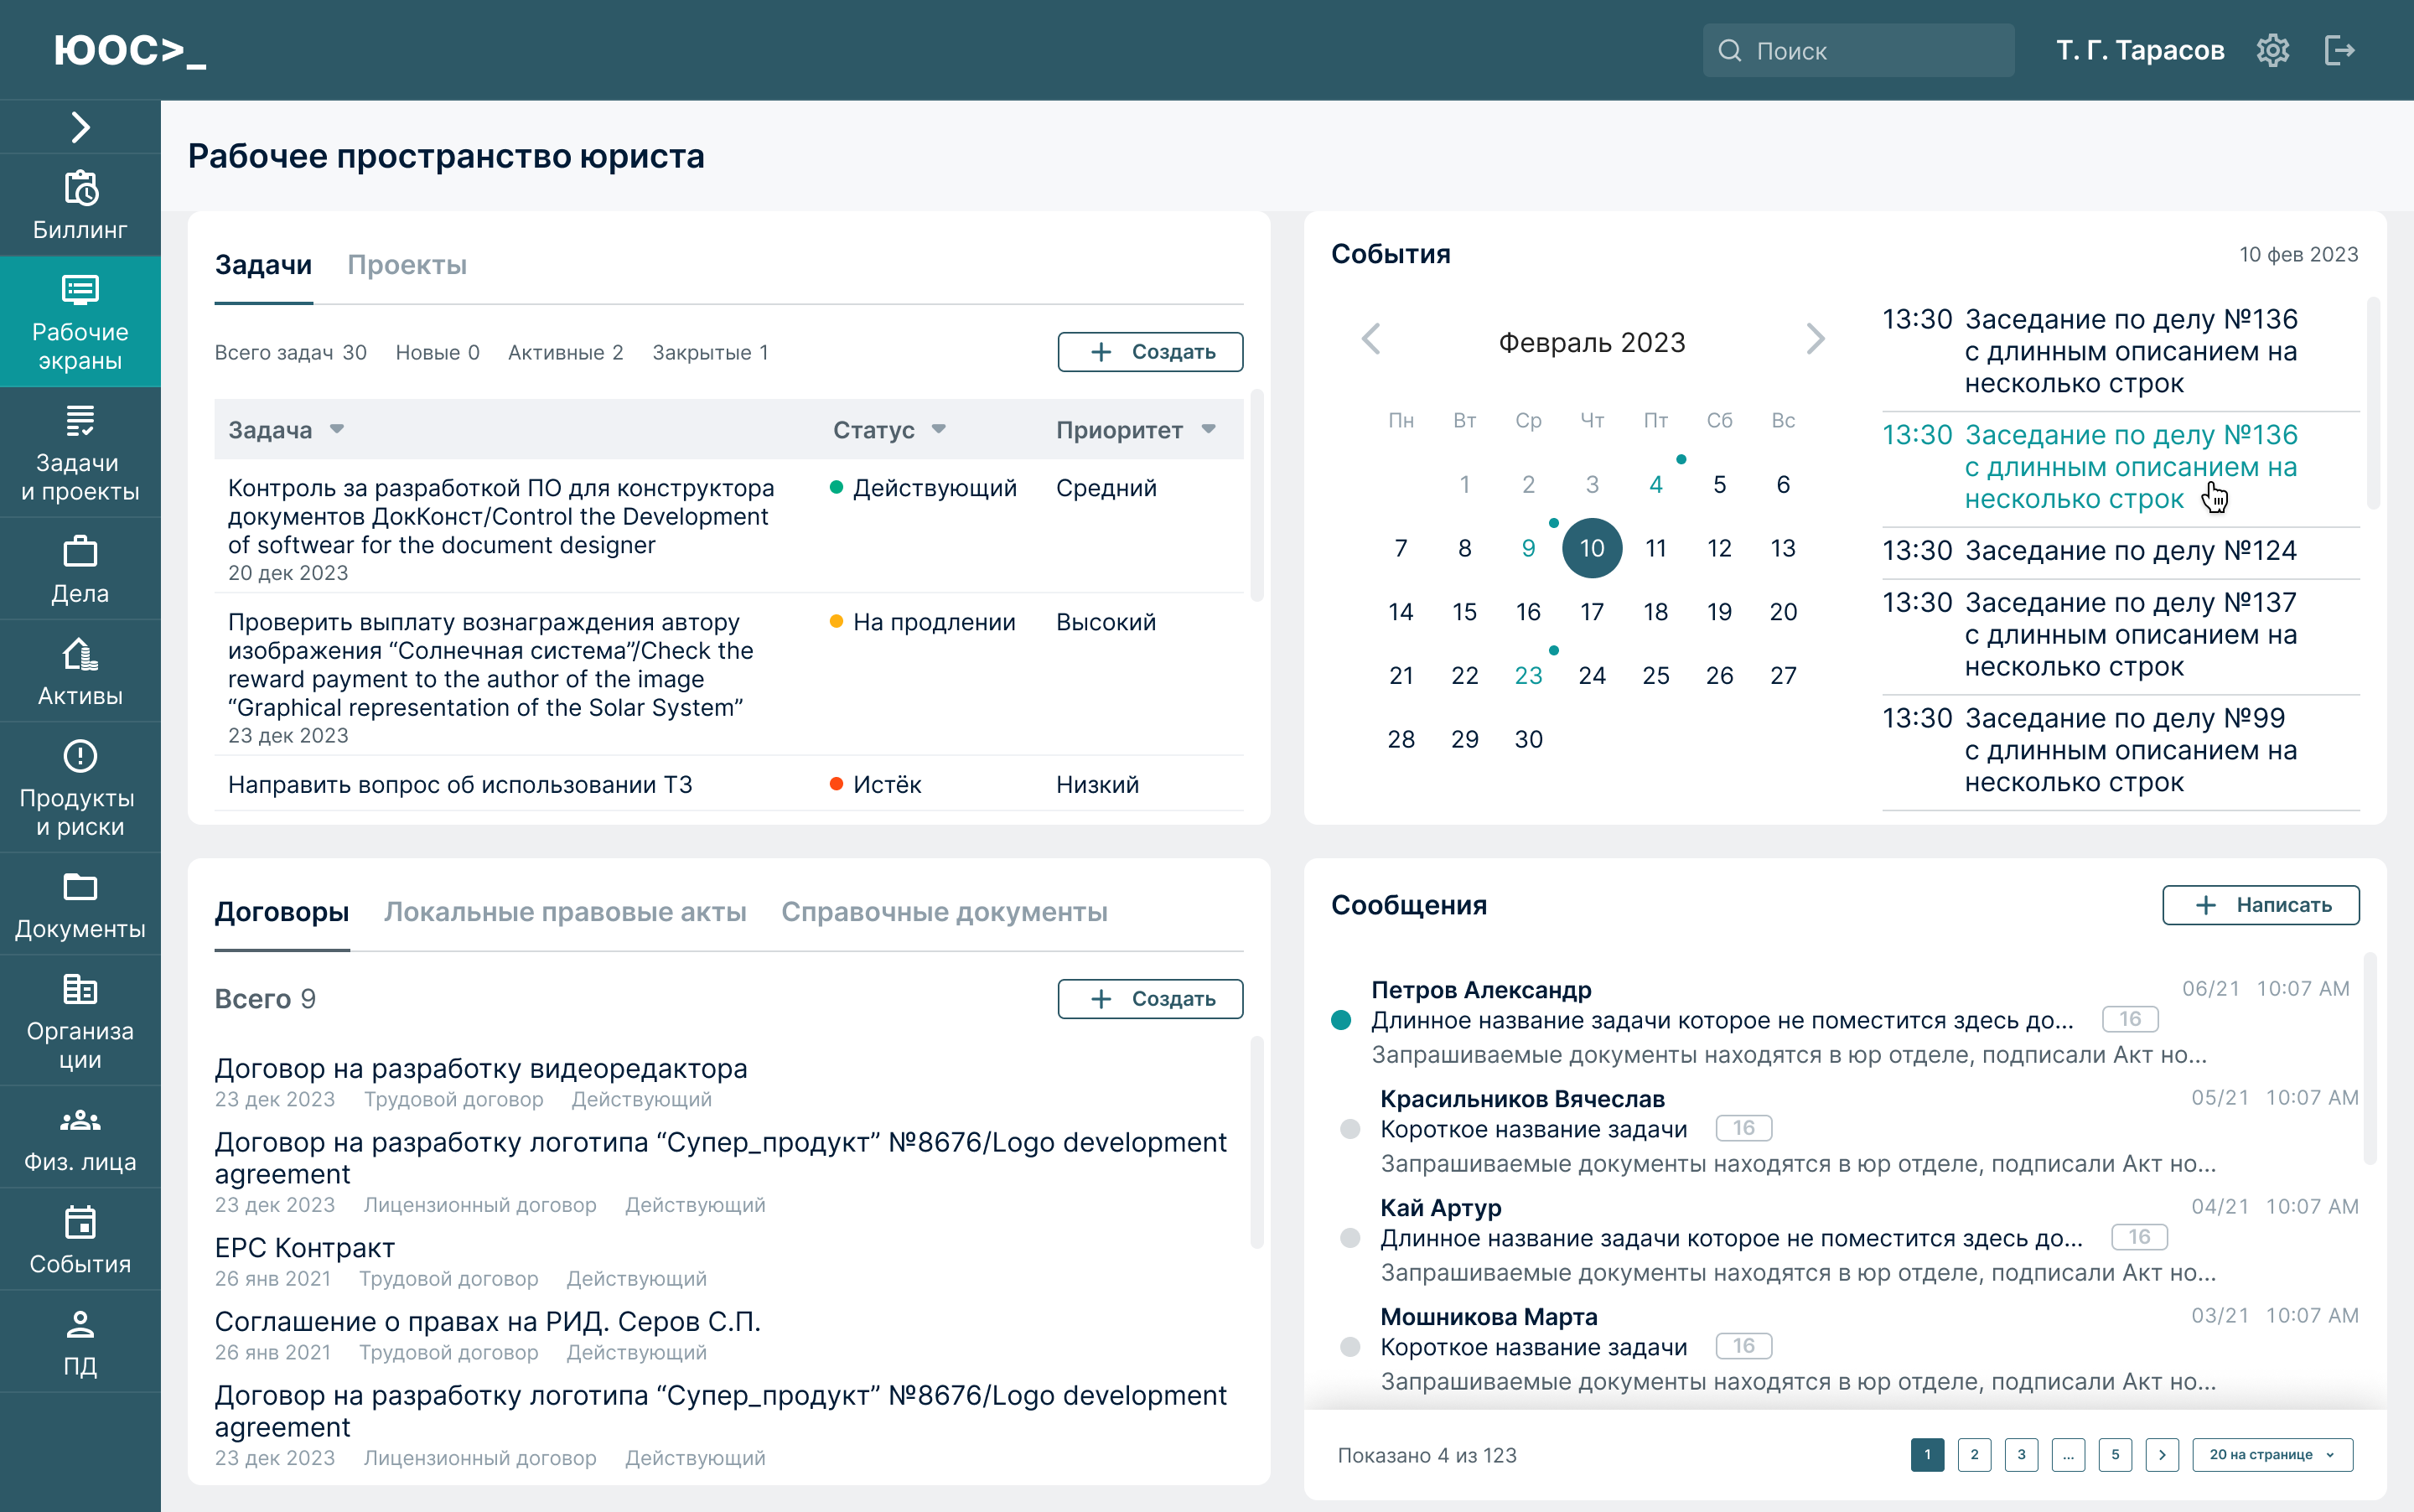 ЮОС>_
Поиск
Т. Г. Тарасов
Биллинг
Рабочие
экраны
Задачи
и проекты
Дела
Активы
Продукты
и риски
Документы
Организа
ции
Физ. лица
События
ПД
Рабочее пространство юриста
Задачи Проекты
Всего задач 30 Новые 0 Активные 2 Закрытые 1
+ Создать
Задача Статус Приоритет
Контроль за разработкой ПО для конструктора
документов ДокКонст/Control the Development
of softwear for the document designer
20 дек 2023
Действующий Средний
Проверить выплату вознаграждения автору
изображения “Солнечная система”/Check the
reward payment to the author of the image
“Graphical representation of the Solar System”
23 дек 2023
На продлении Высокий
Направить вопрос об использовании ТЗ
Истёк Низкий
События
10 фев 2023
Февраль 2023
Пн Вт Ср Чт Пт Сб Вс
1 2 3 4 5 6
7 8 9 10 11 12 13
14 15 16 17 18 19 20
21 22 23 24 25 26 27
28 29 30
13:30 Заседание по делу №136
с длинным описанием на
несколько строк
13:30 Заседание по делу №136
с длинным описанием на
несколько строк
13:30 Заседание по делу №124
13:30 Заседание по делу №137
с длинным описанием на
несколько строк
13:30 Заседание по делу №99
с длинным описанием на
несколько строк
Договоры Локальные правовые акты Справочные документы
Всего 9
+ Создать
Договор на разработку видеоредактора
23 дек 2023 Трудовой договор Действующий
Договор на разработку логотипа “Супер_продукт” №8676/Logo development
agreement
23 дек 2023 Лицензионный договор Действующий
EPC Контракт
26 янв 2021 Трудовой договор Действующий
Соглашение о правах на РИД. Серов С.П.
26 янв 2021 Трудовой договор Действующий
Договор на разработку логотипа “Супер_продукт” №8676/Logo development
agreement
23 дек 2023 Лицензионный договор Действующий
Сообщения
+ Написать
Петров Александр 06/21 10:07 AM
Длинное название задачи которое не поместится здесь до... 16
Запрашиваемые документы находятся в юр отделе, подписали Акт но...
Красильников Вячеслав 05/21 10:07 AM
Короткое название задачи 16
Запрашиваемые документы находятся в юр отделе, подписали Акт но...
Кай Артур 04/21 10:07 AM
Длинное название задачи которое не поместится здесь до... 16
Запрашиваемые документы находятся в юр отделе, подписали Акт но...
Мошникова Марта 03/21 10:07 AM
Короткое название задачи 16
Запрашиваемые документы находятся в юр отделе, подписали Акт но...
Показано 4 из 123
1 2 3 ... 5 > 20 на странице